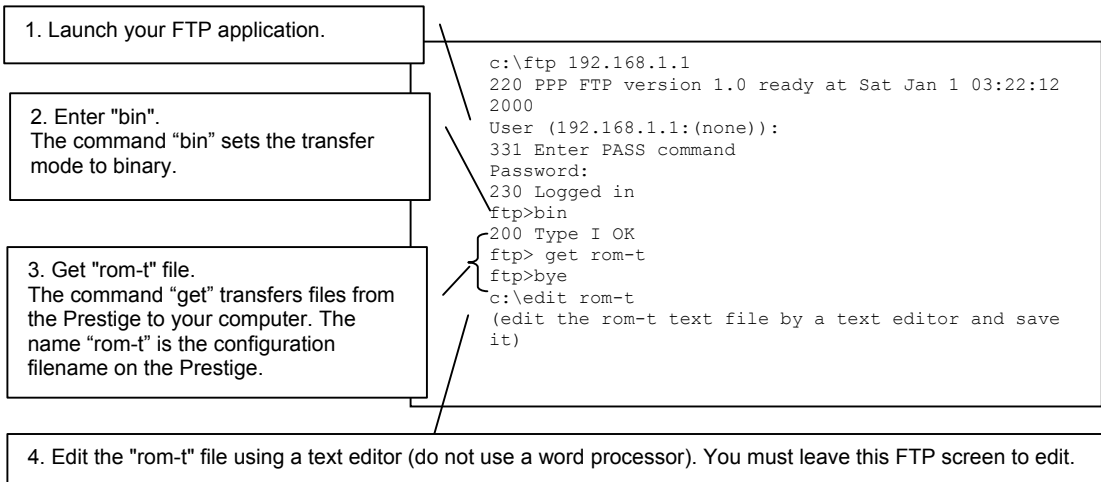 1. Launch your FTP application.
2. Enter "bin".
The command “bin” sets the transfer
mode to binary.
3. Get "rom-t" file.
The command “get” transfers files from
the Prestige to your computer. The
name “rom-t” is the configuration
filename on the Prestige.
c:\ftp 192.168.1.1
220 PPP FTP version 1.0 ready at Sat Jan 1 03:22:12
2000
User (192.168.1.1:(none)):
331 Enter PASS command
Password:
230 Logged in
ftp>bin
200 Type I OK
ftp> get rom-t
ftp>bye
c:\edit rom-t
(edit the rom-t text file by a text editor and save
it)
4. Edit the "rom-t" file using a text editor (do not use a word processor). You must leave this FTP screen to edit.